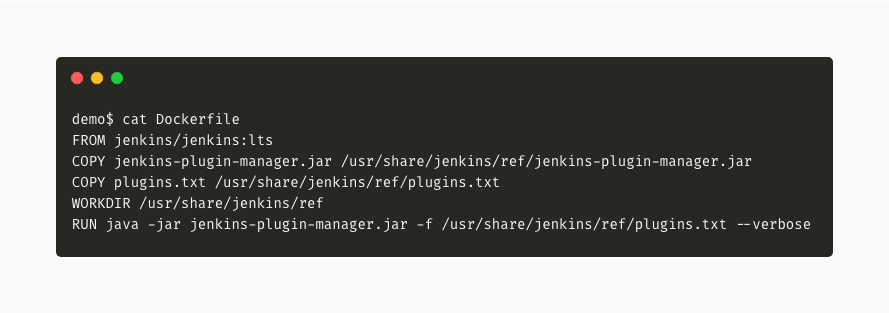 demo$ cat Dockerfile
FROM jenkins/jenkins:lts
COPY jenkins-plugin-manager.jar /usr/share/jenkins/ref/jenkins-plugin-manager.jar
COPY plugins.txt /usr/share/jenkins/ref/plugins.txt
WORKDIR /usr/share/jenkins/ref
RUN java -jar jenkins-plugin-manager.jar -f /usr/share/jenkins/ref/plugins.txt --verbose